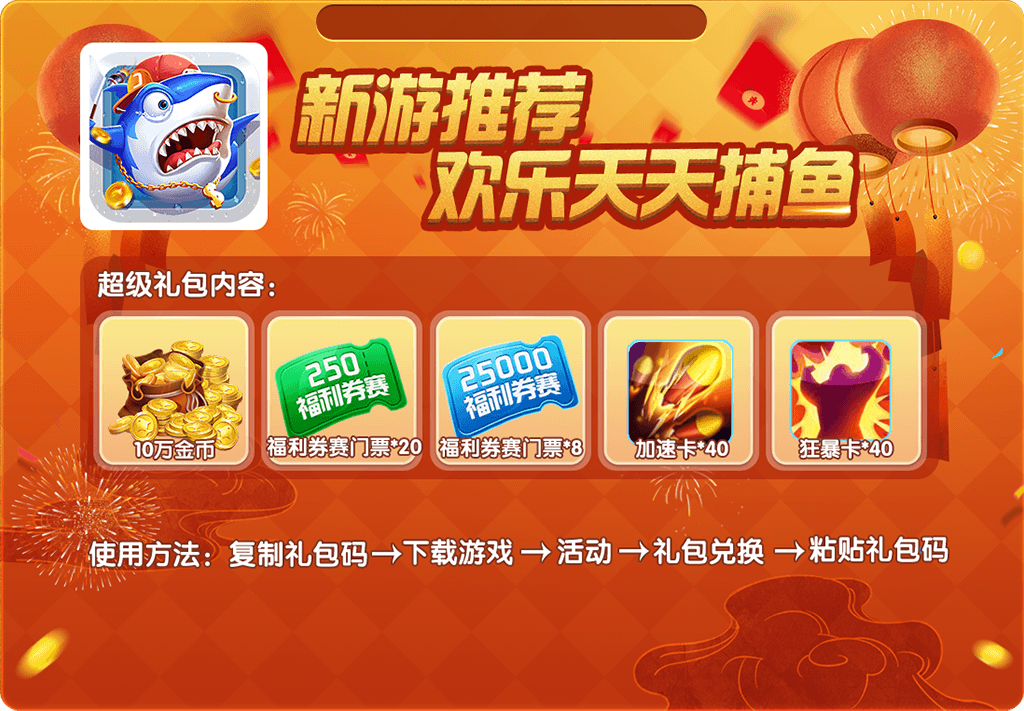 新游推荐
欢乐天天捕鱼
超级礼包内容：
250
福利券赛
25000
福利券赛
10万金币
福利券赛门票*20
福利券赛门票*8
加速卡*40
狂暴卡*40
使用方法：复制礼包码→下载游戏→活动→礼包兑换→粘贴礼包码